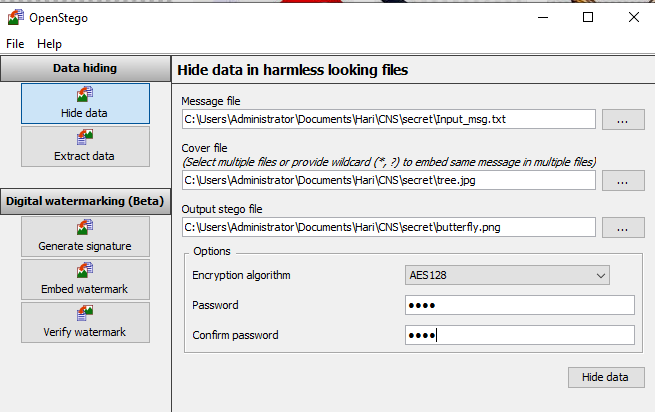 OpenStego
File Help
Data hiding
Hide data
Extract data
Digital watermarking (Beta)
Generate signature
Embed watermark
Verify watermark
Hide data in harmless looking files
Message file
C:\Users\Administrator\Documents\Hari\CNS\secret\Input_msg.txt
...
Cover file
(Select multiple files or provide wildcard (*, ?) to embed same message in multiple files)
C:\Users\Administrator\Documents\Hari\CNS\secret\tree.jpg
...
Output stego file
C:\Users\Administrator\Documents\Hari\CNS\secret\butterfly.png
...
Options
Encryption algorithm AES128
Password ●●●●
Confirm password ●●●●
Hide data